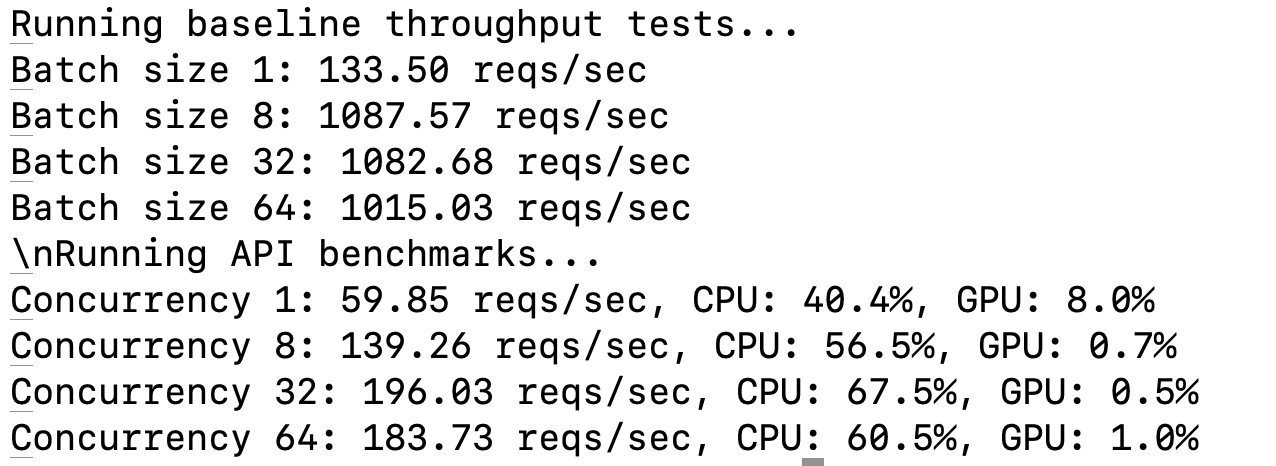 Running baseline throughput tests...
Batch size 1: 133.50 reqs/sec
Batch size 8: 1087.57 reqs/sec
Batch size 32: 1082.68 reqs/sec
Batch size 64: 1015.03 reqs/sec
\nRunning API benchmarks...
Concurrency 1: 59.85 reqs/sec, CPU: 40.4%, GPU: 8.0%
Concurrency 8: 139.26 reqs/sec, CPU: 56.5%, GPU: 0.7%
Concurrency 32: 196.03 reqs/sec, CPU: 67.5%, GPU: 0.5%
Concurrency 64: 183.73 reqs/sec, CPU: 60.5%, GPU: 1.0%